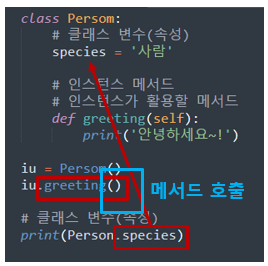 class Persom:
# 클래스 변수(속성)
species = '사람'
# 인스턴스 메서드
# 인스턴스가 활용할 메서드
def greeting(self):
print('안녕하세요~!')
iu = Person()
iu.greeting() 메서드 호출
# 클래스 변수(속성)
print(Person.species)